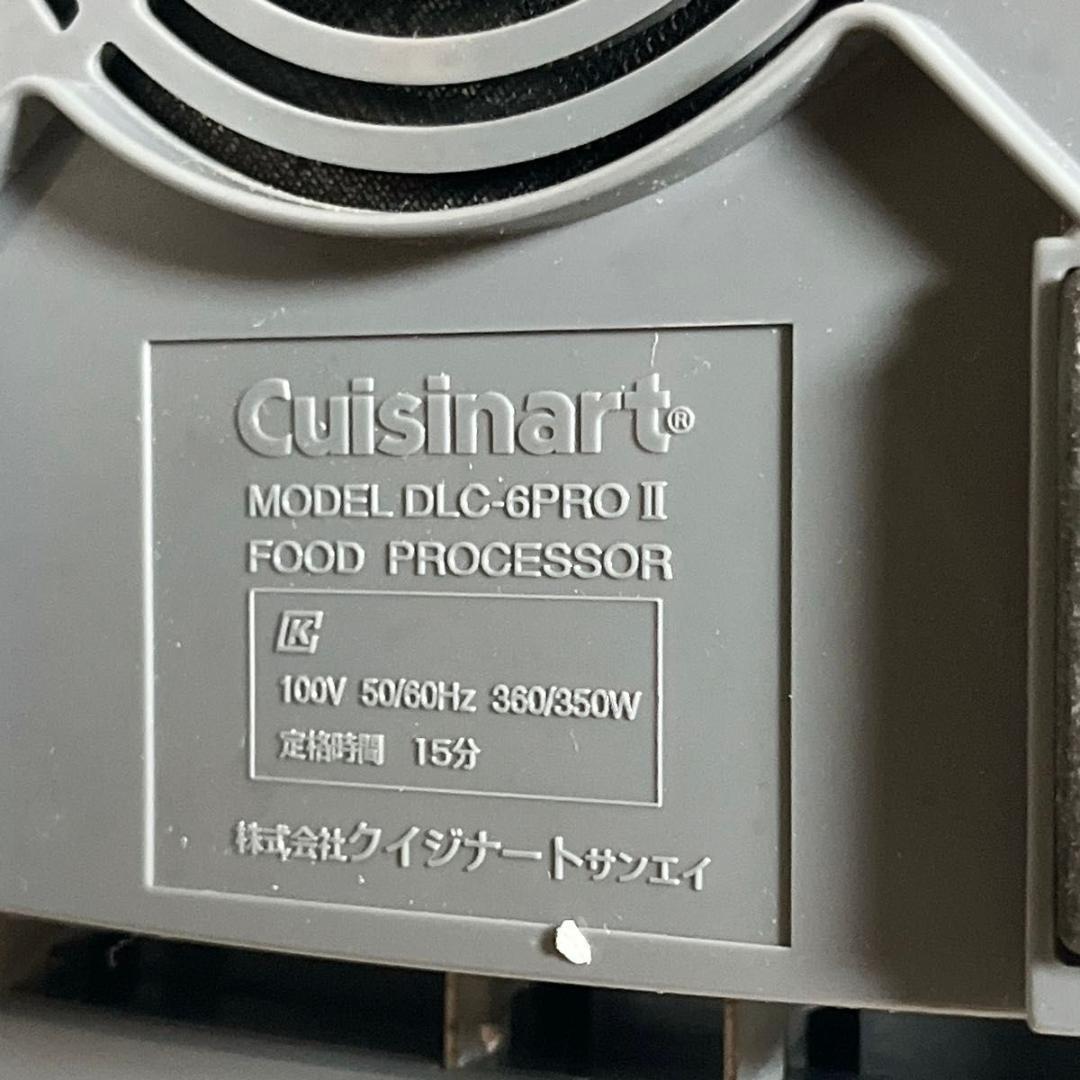 Cuisinart®
MODEL DLC-6PRO Ⅱ
FOOD PROCESSOR
K
100V 50/60Hz 360/350W
定格時間 15分
株式会社クイジナートサンエイ